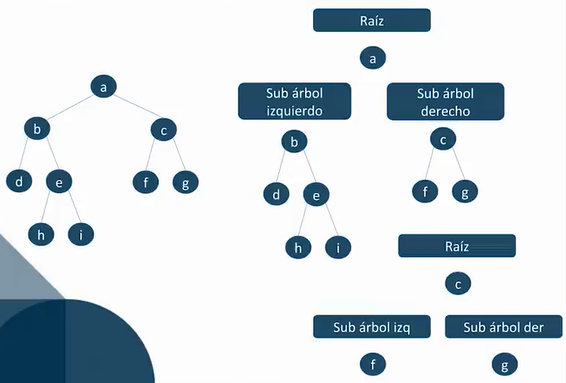 a
b
c
d
e
f
g
h
i
Raíz
a
Sub árbol
izquierdo
b
d
e
h
i
Sub árbol
derecho
c
f
g
Raíz
c
Sub árbol izq
f
Sub árbol der
g